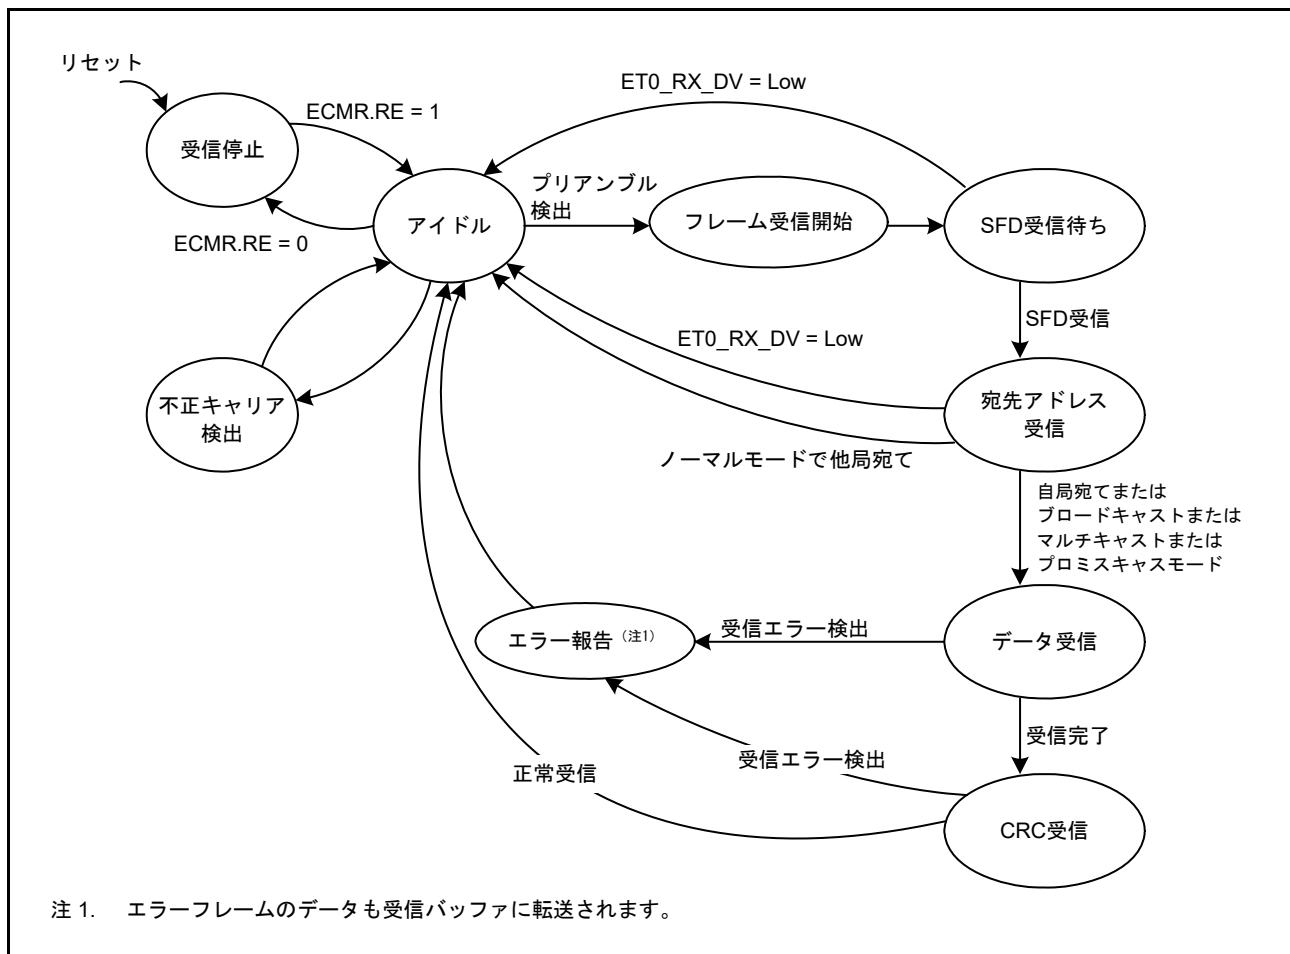 リセット
ECMR.RE = 1
ET0_RX_DV = Low
受信停止
アイドル
プリアンブル
検出
フレーム受信開始
SFD受信待ち
ECMR.RE = 0
SFD受信
ET0_RX_DV = Low
不正キャリア
検出
宛先アドレス
受信
ノーマルモードで他局宛て
自局宛てまたは
ブロードキャストまたは
マルチキャストまたは
プロミスキャスモード
エラー報告（注1）
受信エラー検出
データ受信
受信完了
受信エラー検出
正常受信
CRC受信
注 1. エラーフレームのデータも受信バッファに転送されます。